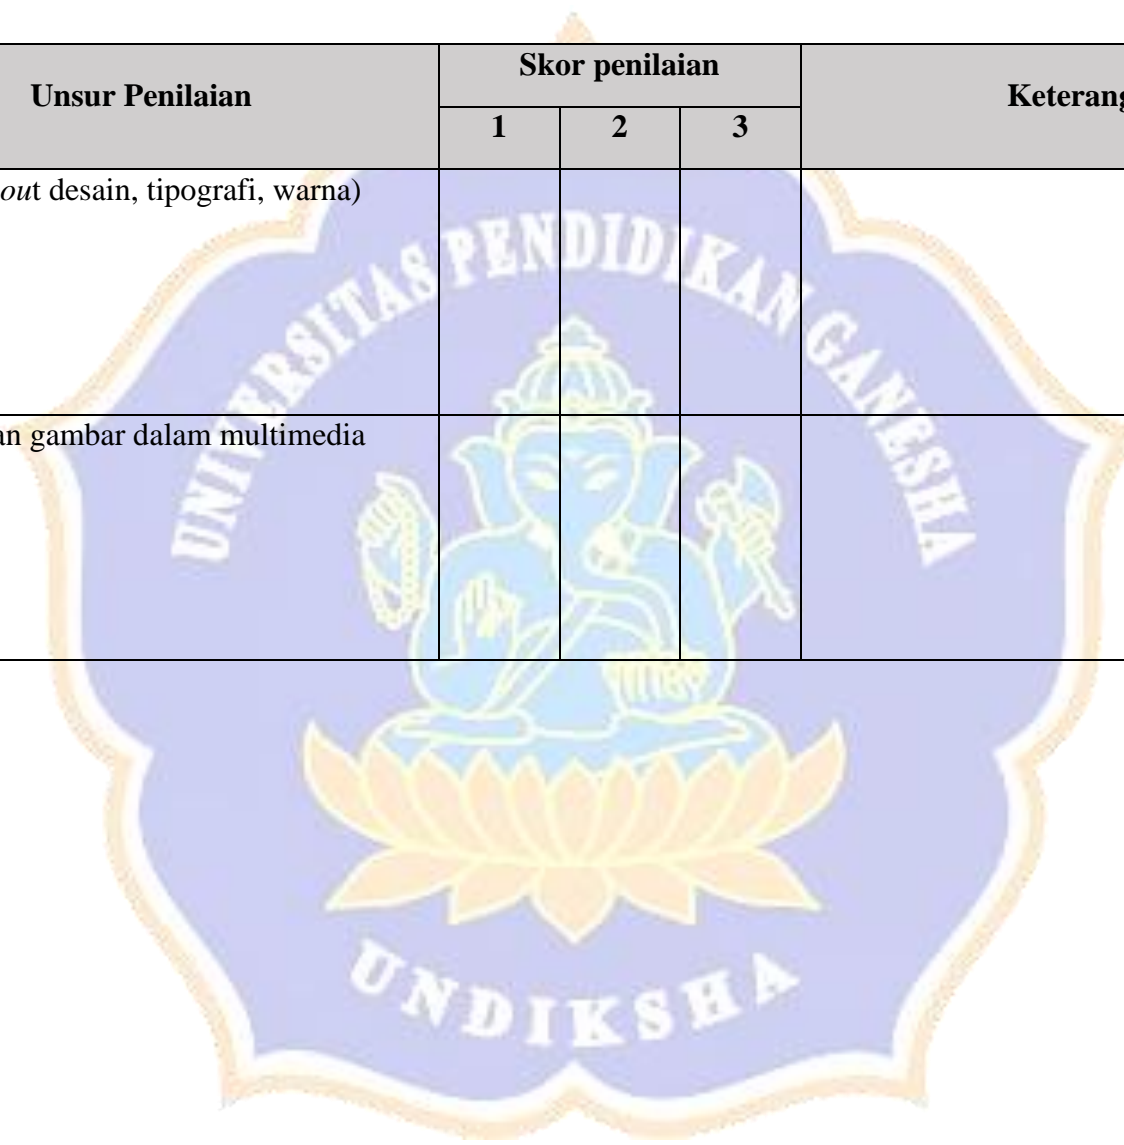 Unsur Penilaian
Skor penilaian
Keterang
1 2 3
out desain, tipografi, warna)
an gambar dalam multimedia
UNIVERSITAS PENDIDIKAN GANESHA
UNDIKSHA